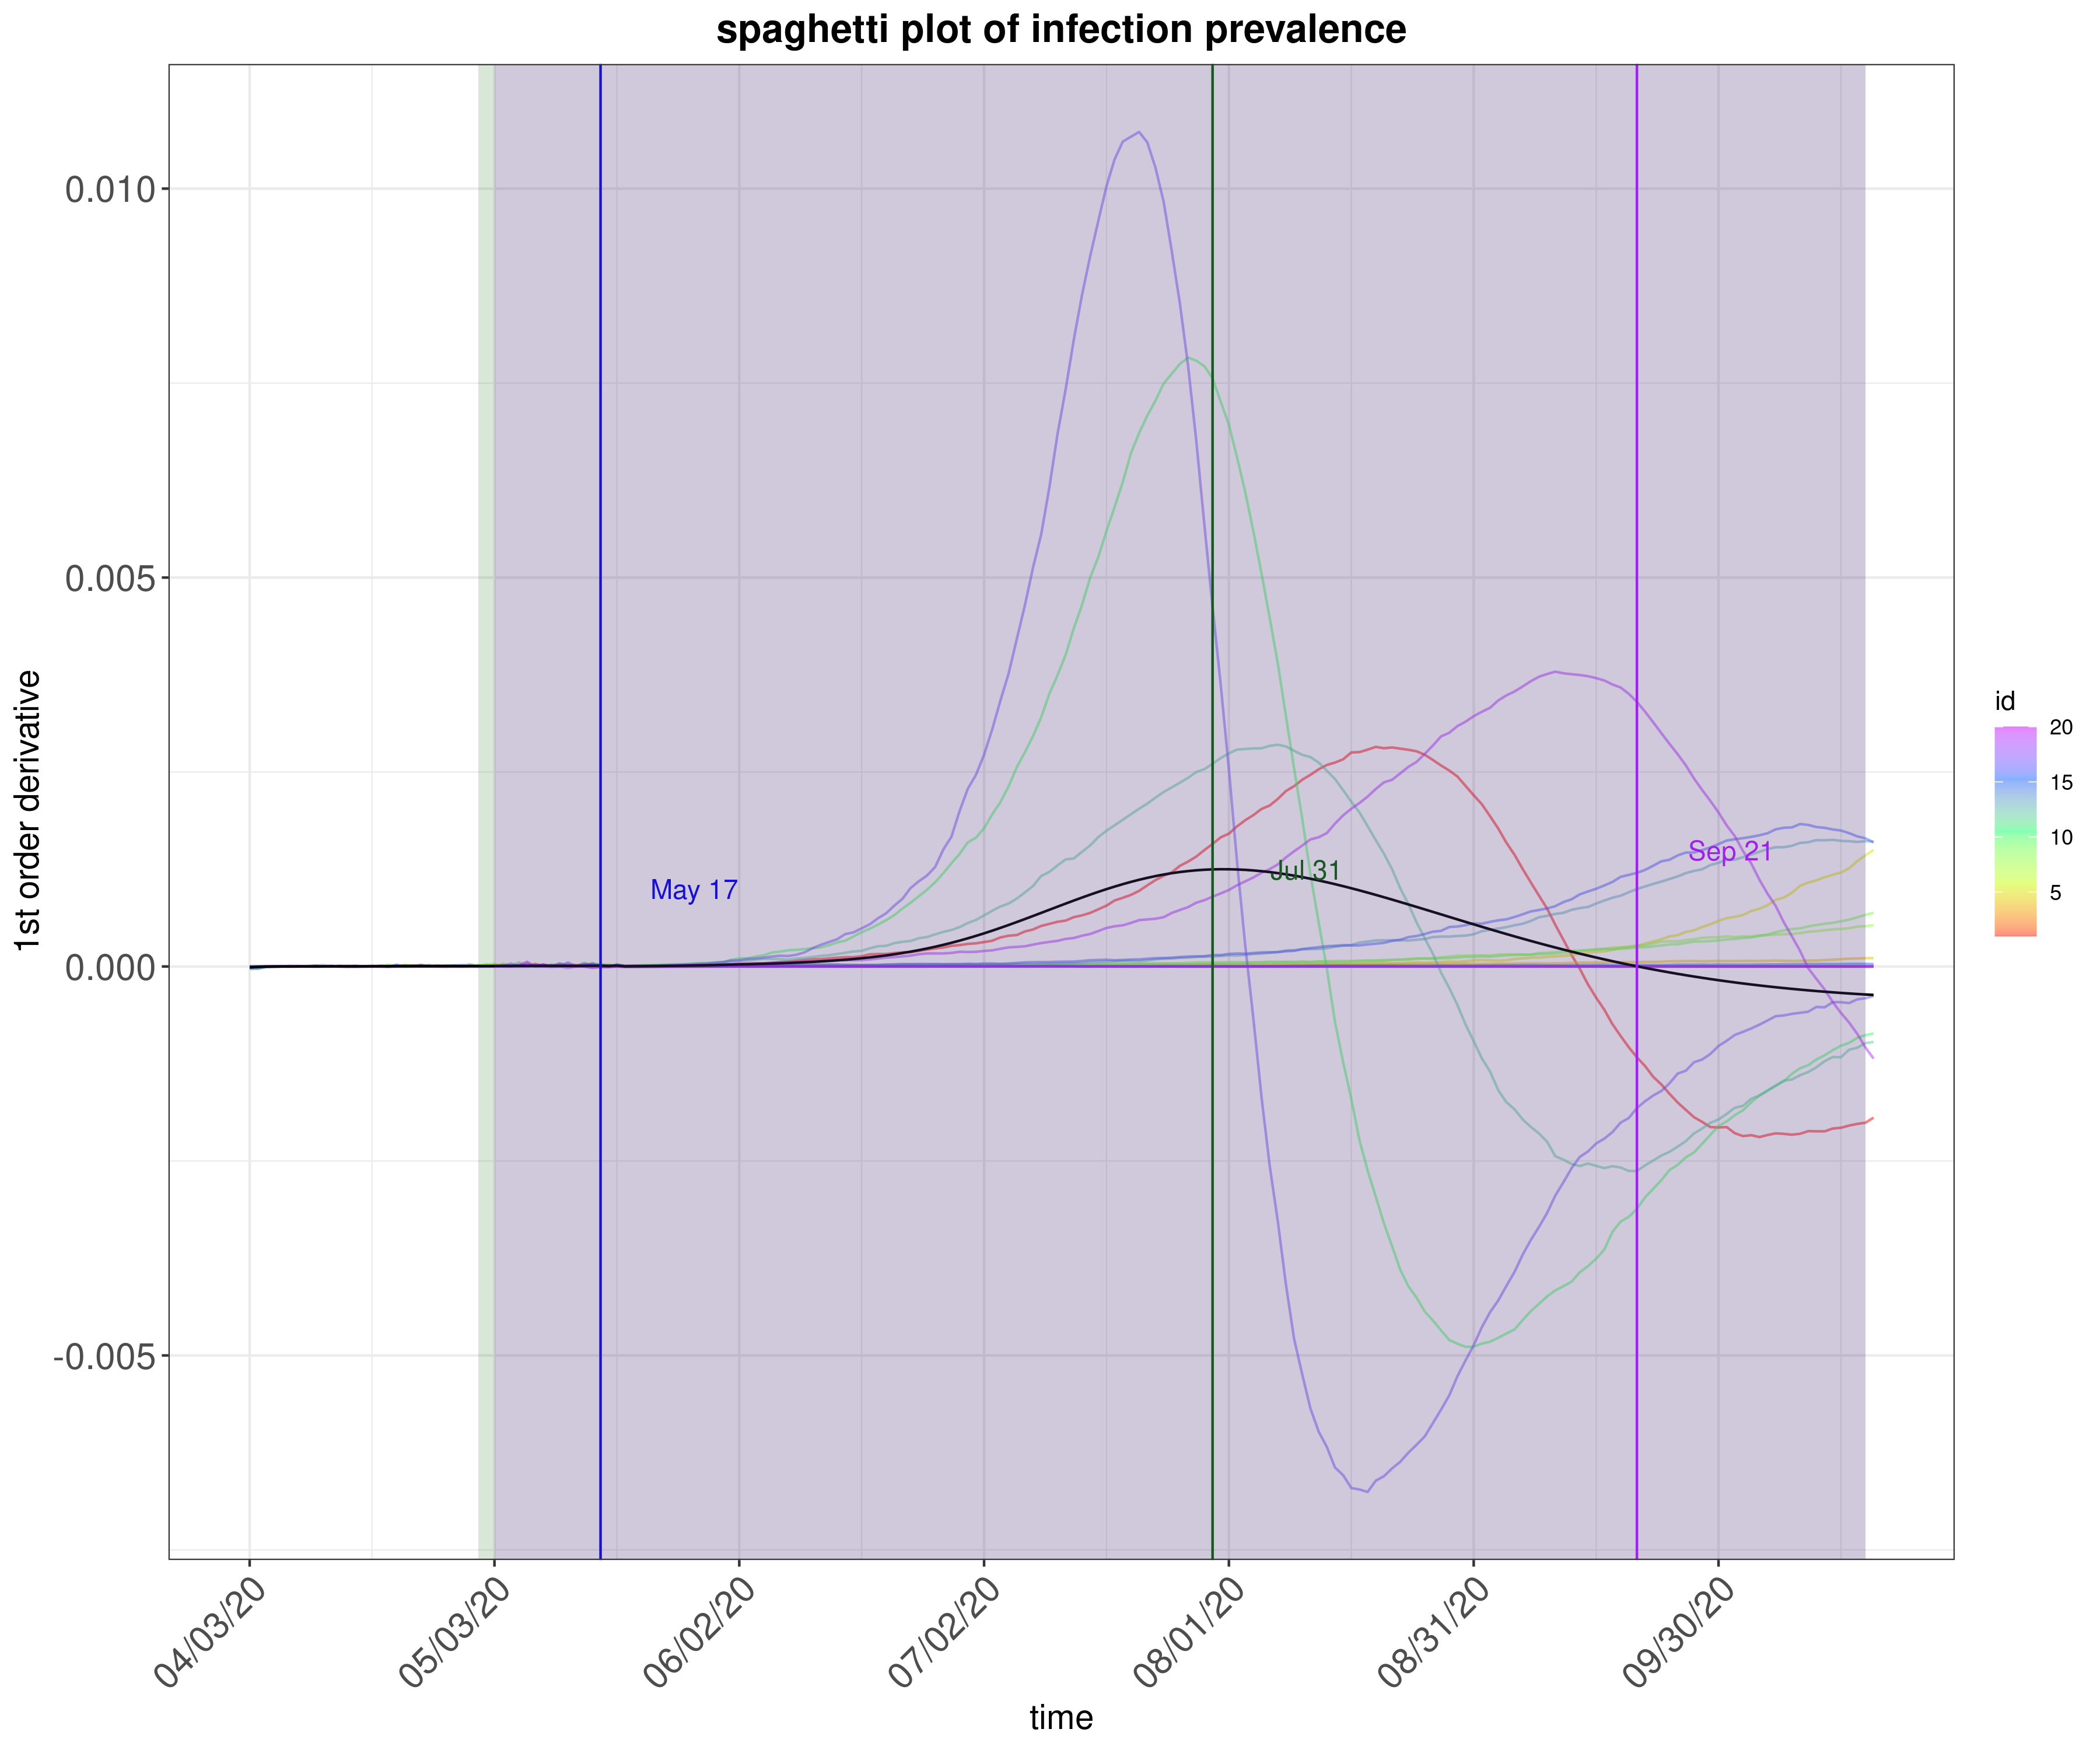 spaghetti plot of infection prevalence
0.010
0.005
0.000
-0.005
1st order derivative
May 17
Jul 31
Sep 21
id
20
15
10
5
04/03/20
05/03/20
06/02/20
07/02/20
08/01/20
08/31/20
09/30/20
time